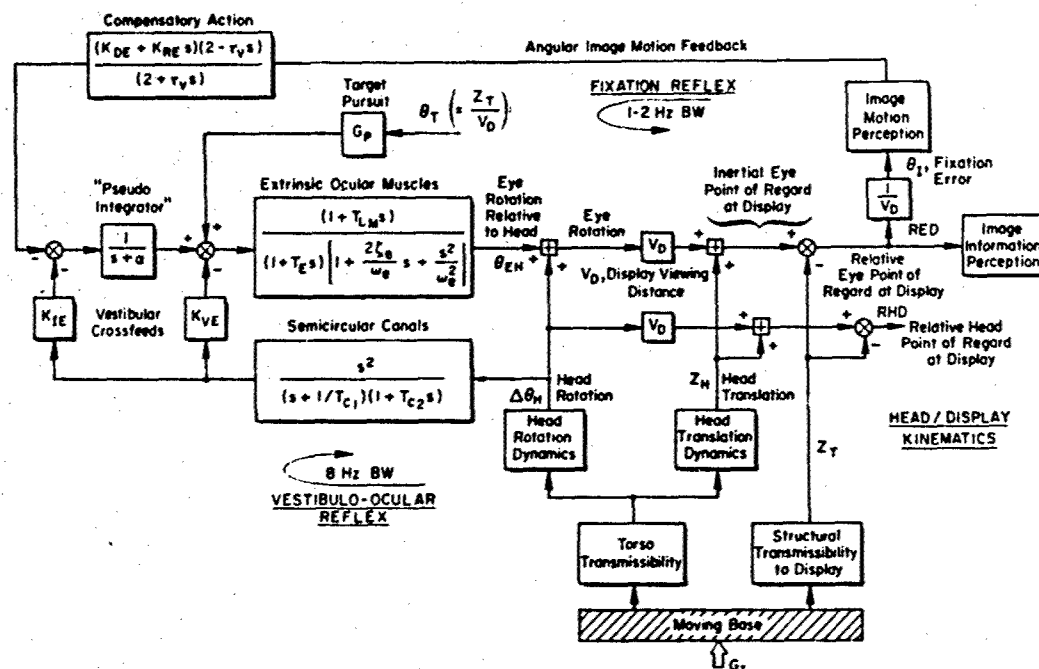 Compensatory Action
(K_DE + K_RE s)(2 - τ_v s)
(2 + τ_v s)
Angular Image Motion Feedback
Target
Pursuit
G_P
θ_T (= Z_T / V_D)
FIXATION REFLEX
1-2 Hz BW
Image
Motion
Perception
θ_I, Fixation
Error
1
V_D
RED
Image
Information
Perception
"Pseudo
Integrator"
1
s + a
Extrinsic Ocular Muscles
(1 + T_LM s)
(1 + T_E s) [1 + 2ζ_e/ω_e s + s²/ω_e²]
Eye
Rotation
Relative
to Head
θ_EH
Eye
Rotation
V_D
V_D, Display Viewing
Distance
Inertial Eye
Point of Regard
at Display
Relative
Eye Point of
Regard at Display
K_IE
Vestibular
Crossfeeds
K_VE
Semicircular Canals
s²
(s + 1/T_C1)(1 + T_C2 s)
V_D
RHD
Relative Head
Point of Regard
at Display
Δθ_H
Head
Rotation
Z_H
Head
Translation
Head
Rotation
Dynamics
Head
Translation
Dynamics
Z_T
HEAD/DISPLAY
KINEMATICS
8 Hz BW
VESTIBULO-OCULAR
REFLEX
Torso
Transmissibility
Structural
Transmissibility
to Display
Moving Base